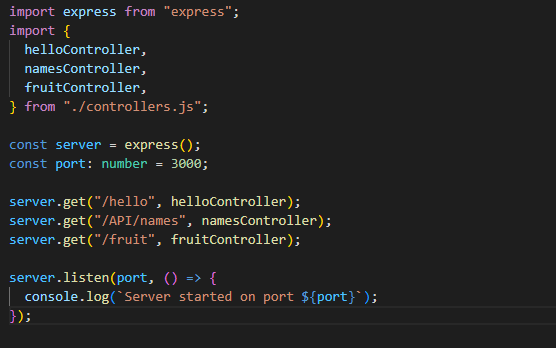 import express from "express";
import {
  helloController,
  namesController,
  fruitController,
} from "./controllers.js";

const server = express();
const port: number = 3000;

server.get("/hello", helloController);
server.get("/API/names", namesController);
server.get("/fruit", fruitController);

server.listen(port, () => {
  console.log(`Server started on port ${port}`);
});